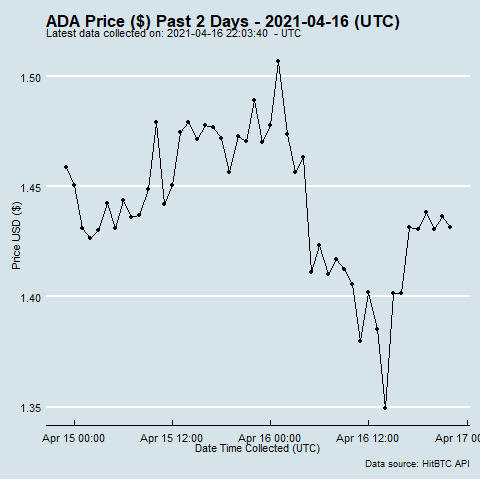 ADA Price ($) Past 2 Days - 2021-04-16 (UTC)
Latest data collected on: 2021-04-16 22:03:40 - UTC
1.50
1.45
1.40
1.35
Price USD ($)
Apr 15 00:00 Apr 15 12:00 Apr 16 00:00 Apr 16 12:00 Apr 17 00
Date Time Collected (UTC)
Data source: HitBTC API